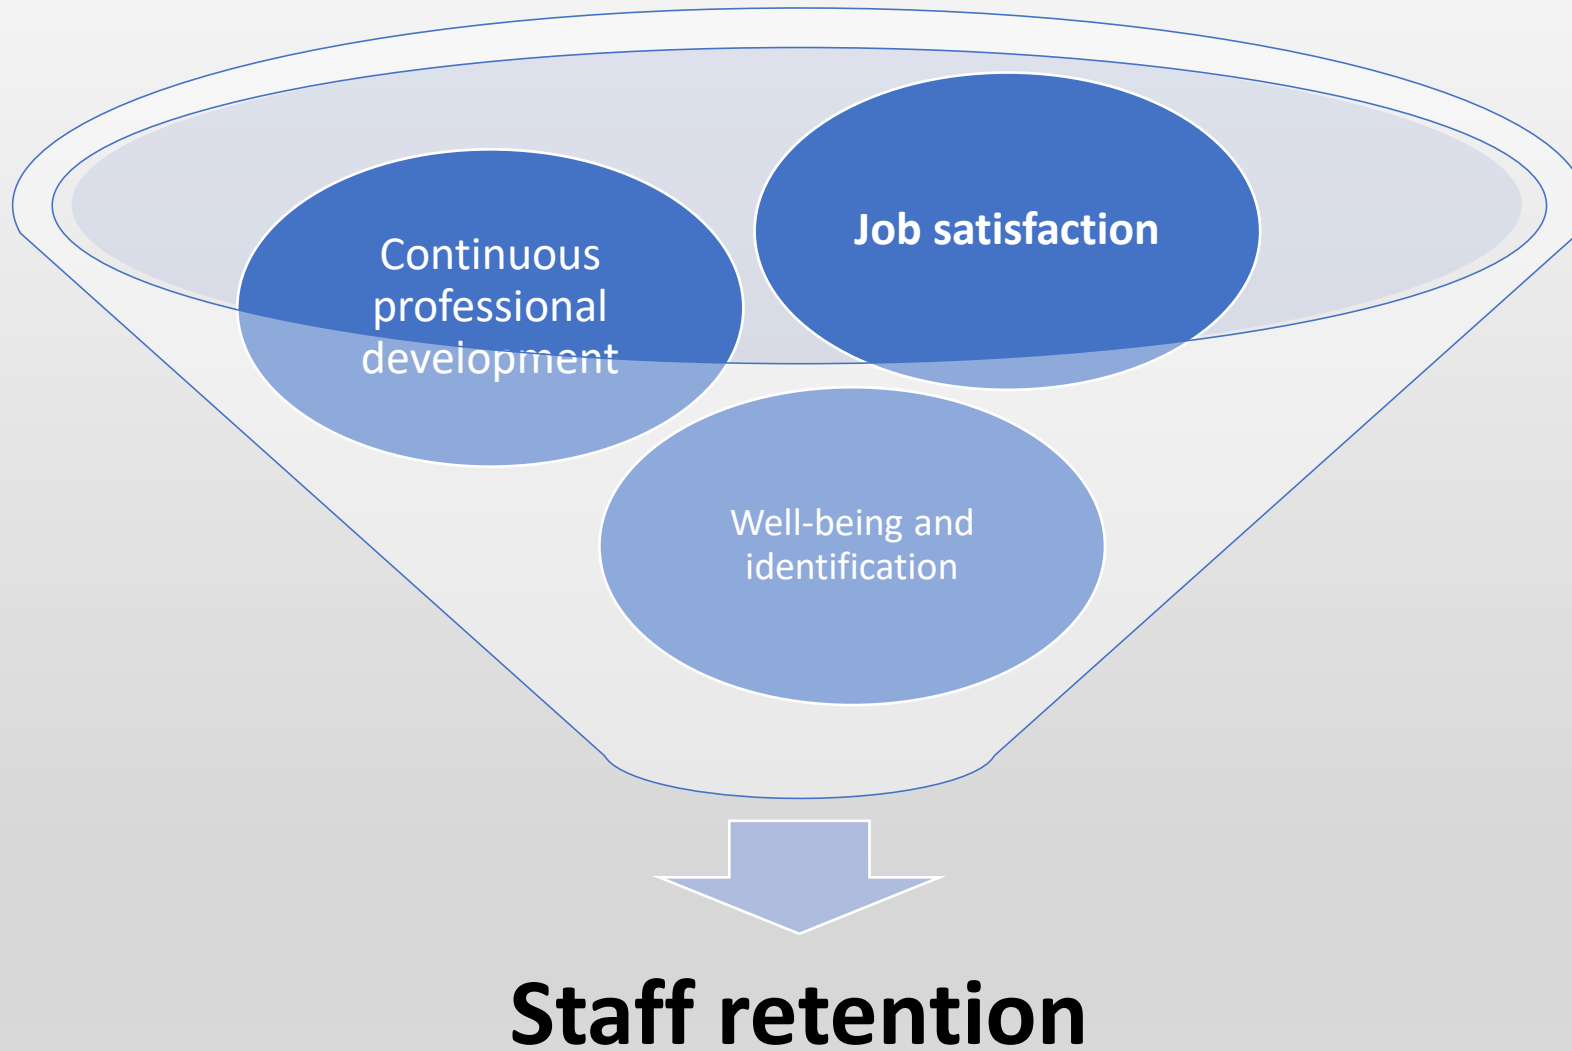 Continuous
professional
development
Job satisfaction
Well-being and
identification
Staff retention